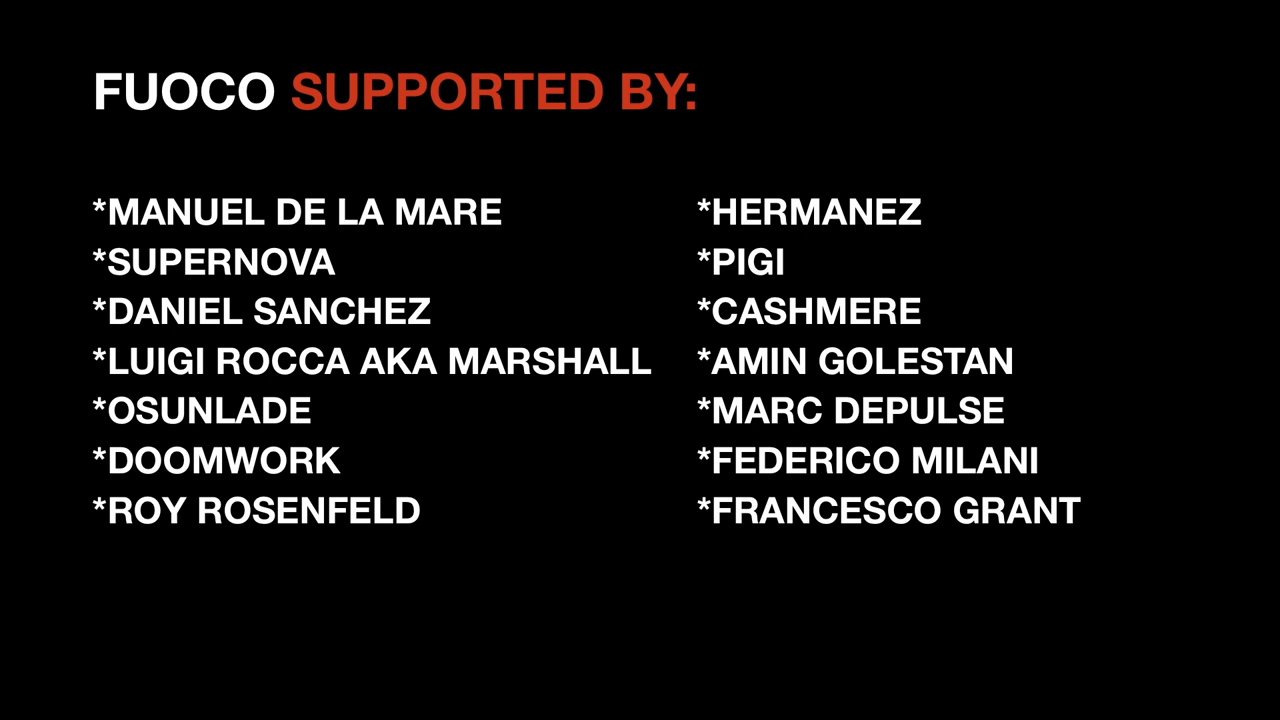 FUOCO SUPPORTED BY:
*MANUEL DE LA MARE
*SUPERNOVA
*DANIEL SANCHEZ
*LUIGI ROCCA AKA MARSHALL
*OSUNLADE
*DOOMWORK
*ROY ROSENFELD
*HERMANEZ
*PIGI
*CASHMERE
*AMIN GOLESTAN
*MARC DEPULSE
*FEDERICO MILANI
*FRANCESCO GRANT